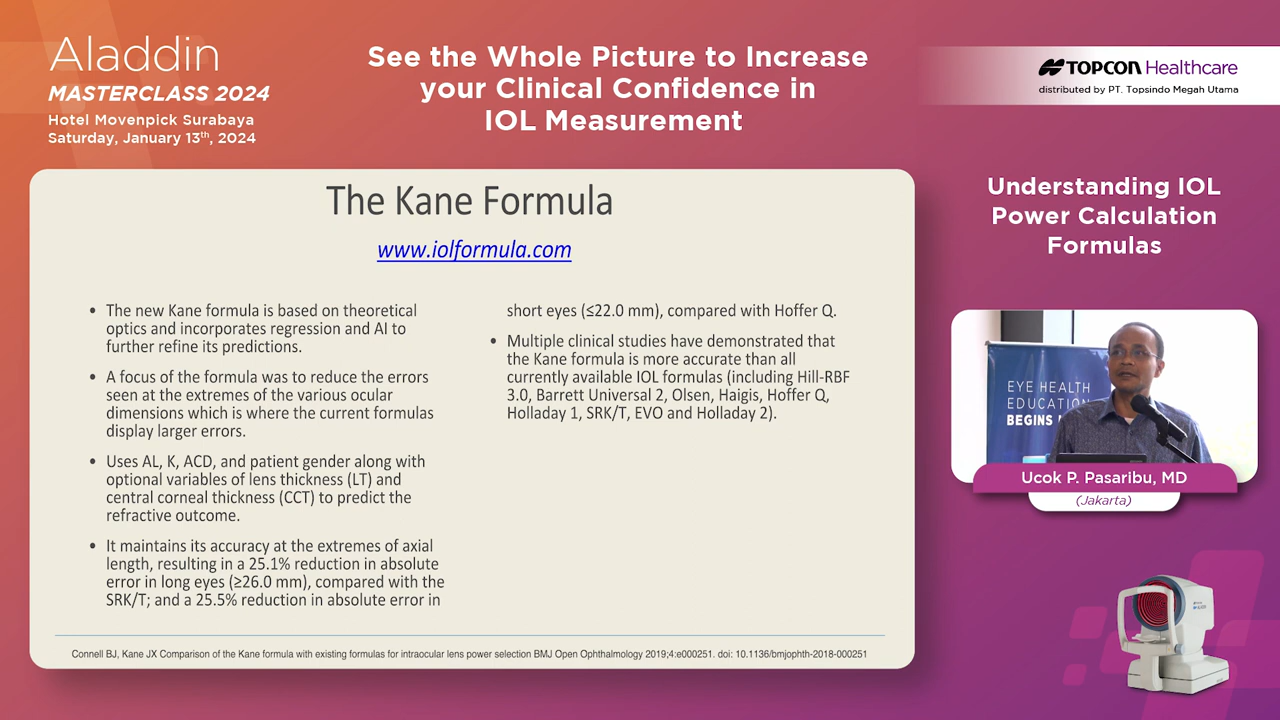 Aladdin
MASTERCLASS 2024
Hotel Movenpick Surabaya
Saturday, January 13th, 2024
See the Whole Picture to Increase
your Clinical Confidence in
IOL Measurement
TOPCON Healthcare
distributed by PT. Topsindo Megah Utama
The Kane Formula
www.iolformula.com
• The new Kane formula is based on theoretical
optics and incorporates regression and AI to
further refine its predictions.
• A focus of the formula was to reduce the errors
seen at the extremes of the various ocular
dimensions which is where the current formulas
display larger errors.
• Uses AL, K, ACD, and patient gender along with
optional variables of lens thickness (LT) and
central corneal thickness (CCT) to predict the
refractive outcome.
• It maintains its accuracy at the extremes of axial
length, resulting in a 25.1% reduction in absolute
error in long eyes (≥26.0 mm), compared with the
SRK/T; and a 25.5% reduction in absolute error in
short eyes (≤22.0 mm), compared with Hoffer Q.
• Multiple clinical studies have demonstrated that
the Kane formula is more accurate than all
currently available IOL formulas (including Hill-RBF
3.0, Barrett Universal 2, Olsen, Haigis, Hoffer Q,
Holladay 1, SRK/T, EVO and Holladay 2).
Connell BJ, Kane JX Comparison of the Kane formula with existing formulas for intraocular lens power selection BMJ Open Ophthalmology 2019;4:e000251. doi: 10.1136/bmjophth-2018-000251
Understanding IOL
Power Calculation
Formulas
EYE HEALTH
EDUCATION
BEGINS
Ucok P. Pasaribu, MD
(Jakarta)